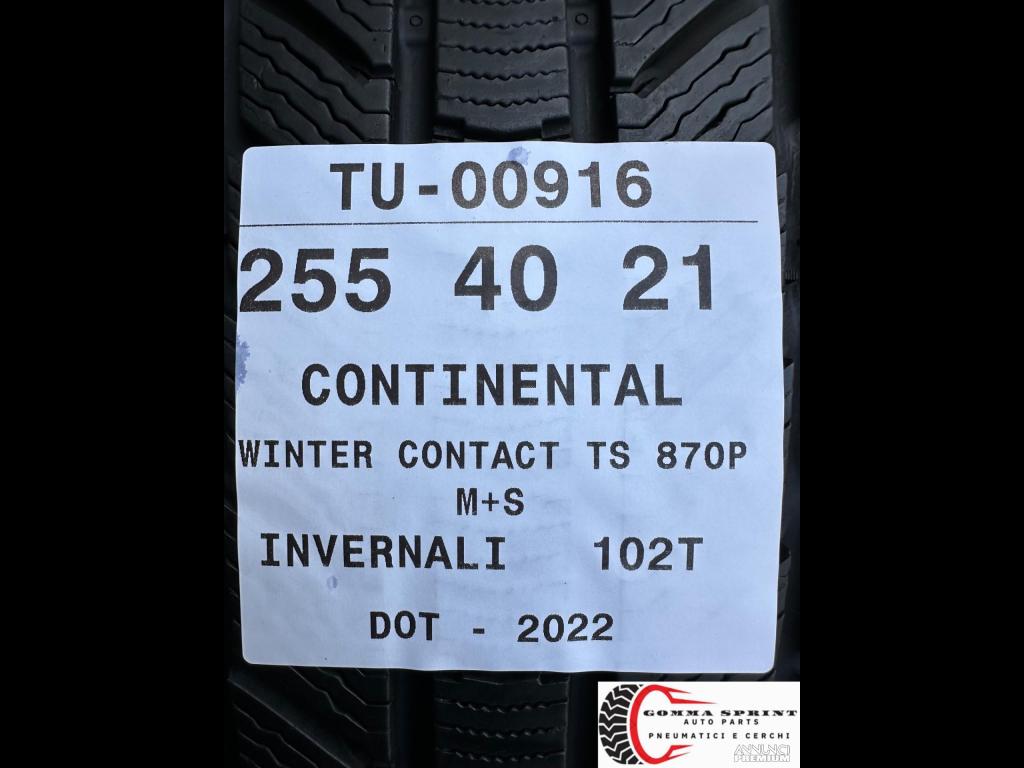 TU-00916
255 40 21
CONTINENTAL
WINTER CONTACT TS 870P
M+S
INVERNALI 102T
DOT - 2022
GOMMA SPRINT
AUTO PARTS
PNEUMATICI E CERCHI
ANNUNCI
PREMIUM